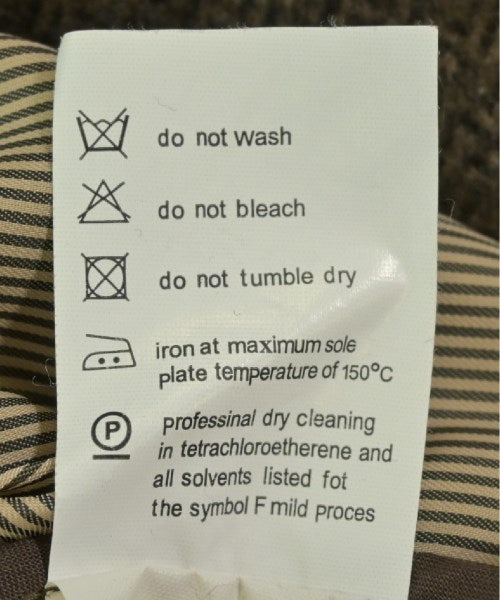 do not wash
do not bleach
do not tumble dry
iron at maximum sole
plate temperature of 150°C
P
professinal dry cleaning
in tetrachloroetherene and
all solvents listed fot
the symbol F mild proces